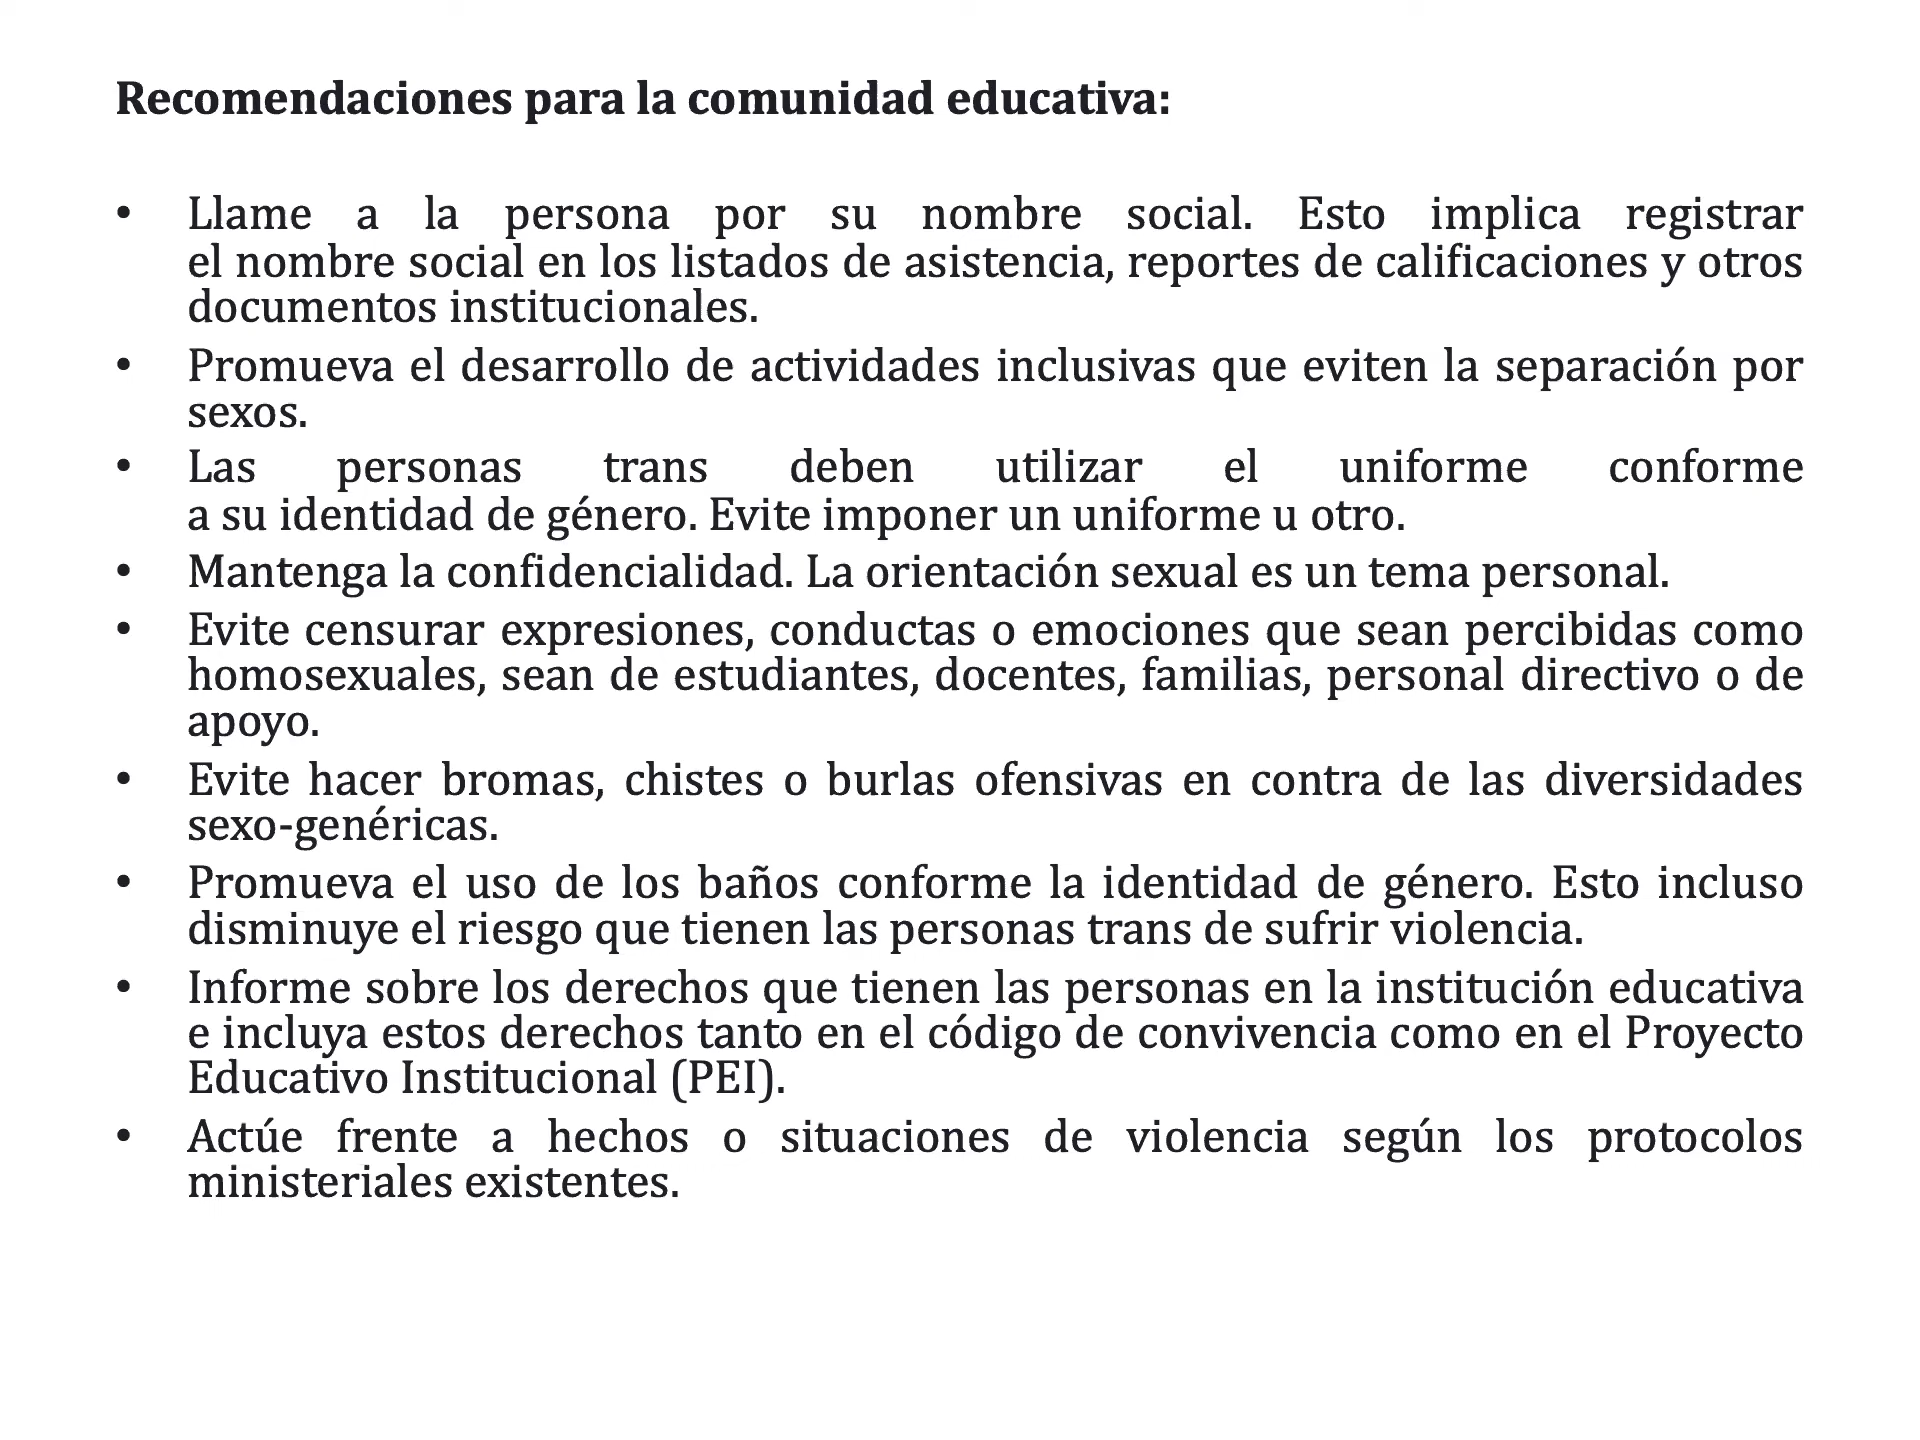 Recomendaciones para la comunidad educativa:
• Llame a la persona por su nombre social. Esto implica registrar
el nombre social en los listados de asistencia, reportes de calificaciones y otros
documentos institucionales.
• Promueva el desarrollo de actividades inclusivas que eviten la separación por
sexos.
• Las personas trans deben utilizar el uniforme conforme
a su identidad de género. Evite imponer un uniforme u otro.
• Mantenga la confidencialidad. La orientación sexual es un tema personal.
• Evite censurar expresiones, conductas o emociones que sean percibidas como
homosexuales, sean de estudiantes, docentes, familias, personal directivo o de
apoyo.
• Evite hacer bromas, chistes o burlas ofensivas en contra de las diversidades
sexo-genéricas.
• Promueva el uso de los baños conforme la identidad de género. Esto incluso
disminuye el riesgo que tienen las personas trans de sufrir violencia.
• Informe sobre los derechos que tienen las personas en la institución educativa
e incluya estos derechos tanto en el código de convivencia como en el Proyecto
Educativo Institucional (PEI).
• Actúe frente a hechos o situaciones de violencia según los protocolos
ministeriales existentes.